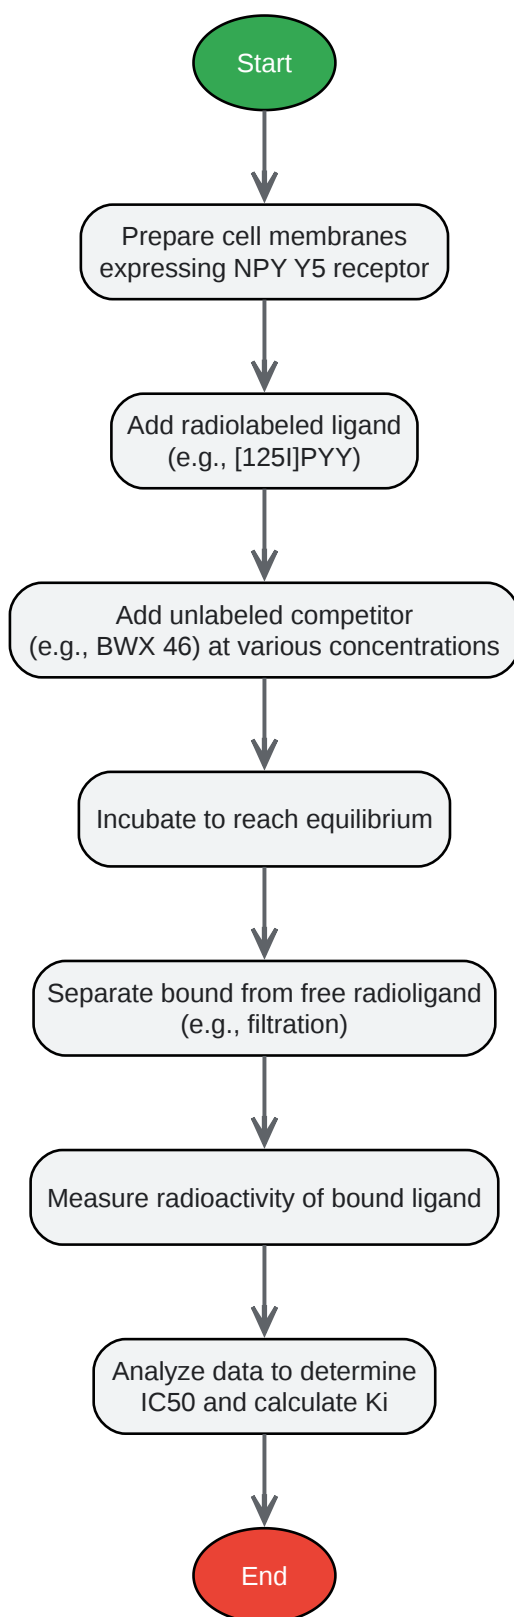 Start
Prepare cell membranes
expressing NPY Y5 receptor
Add radiolabeled ligand
(e.g., [125I]PYY)
Add unlabeled competitor
(e.g., BWX 46) at various concentrations
Incubate to reach equilibrium
Separate bound from free radioligand
(e.g., filtration)
Measure radioactivity of bound ligand
Analyze data to determine
IC50 and calculate Ki
End